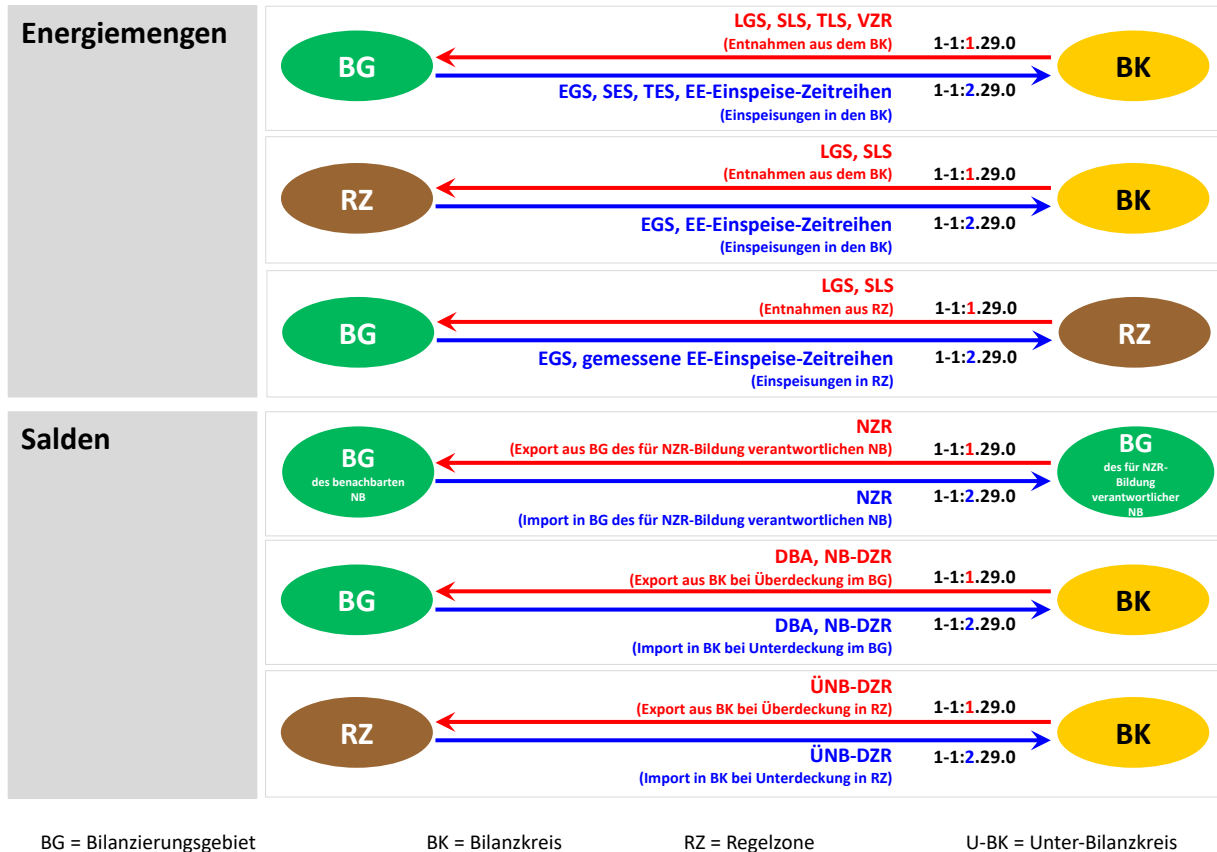 Energiemengen
LGS, SLS, TLS, VZR
(Entnahmen aus dem BK)
1-1:1.29.0
BG
BK
EGS, SES, TES, EE-Einspeise-Zeitreihen
1-1:2.29.0
(Einspeisungen in den BK)
LGS, SLS
(Entnahmen aus dem BK)
1-1:1.29.0
RZ
BK
EGS, EE-Einspeise-Zeitreihen
1-1:2.29.0
(Einspeisungen in den BK)
LGS, SLS
(Entnahmen aus RZ)
1-1:1.29.0
BG
RZ
EGS, gemessene EE-Einspeise-Zeitreihen
1-1:2.29.0
(Einspeisungen in RZ)
Salden
NZR
(Export aus BG des für NZR-Bildung verantwortlichen NB)
1-1:1.29.0
BG
des benachbarten
NB
BG
des für NZR-
Bildung
verantwortlicher
NB
NZR
1-1:2.29.0
(Import in BG des für NZR-Bildung verantwortlichen NB)
DBA, NB-DZR
(Export aus BK bei Überdeckung im BG)
1-1:1.29.0
BG
BK
DBA, NB-DZR
1-1:2.29.0
(Import in BK bei Unterdeckung im BG)
ÜNB-DZR
(Export aus BK bei Überdeckung in RZ)
1-1:1.29.0
RZ
BK
ÜNB-DZR
1-1:2.29.0
(Import in BK bei Unterdeckung in RZ)
BG = Bilanzierungsgebiet
BK = Bilanzkreis
RZ = Regelzone
U-BK = Unter-Bilanzkreis